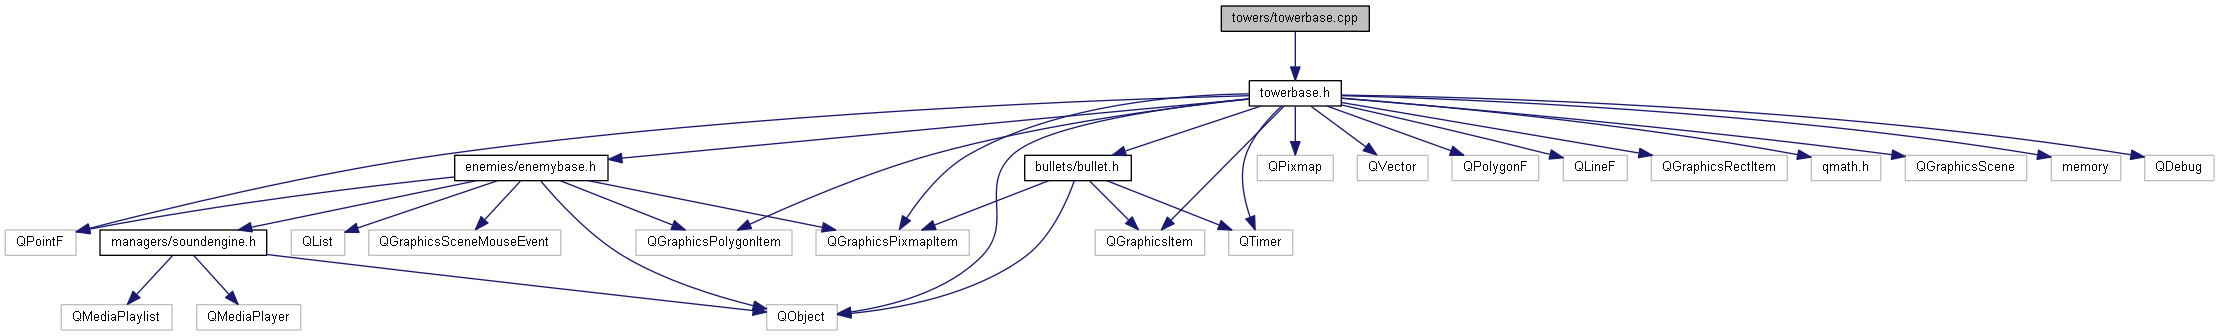 towers/towerbase.cpp
towerbase.h
enemies/enemybase.h
bullets/bullet.h
QPixmap
QVector
QPolygonF
QLineF
QGraphicsRectItem
qmath.h
QGraphicsScene
memory
QDebug
QPointF
managers/soundengine.h
QList
QGraphicsSceneMouseEvent
QGraphicsPolygonItem
QGraphicsPixmapItem
QGraphicsItem
QTimer
QMediaPlaylist
QMediaPlayer
QObject